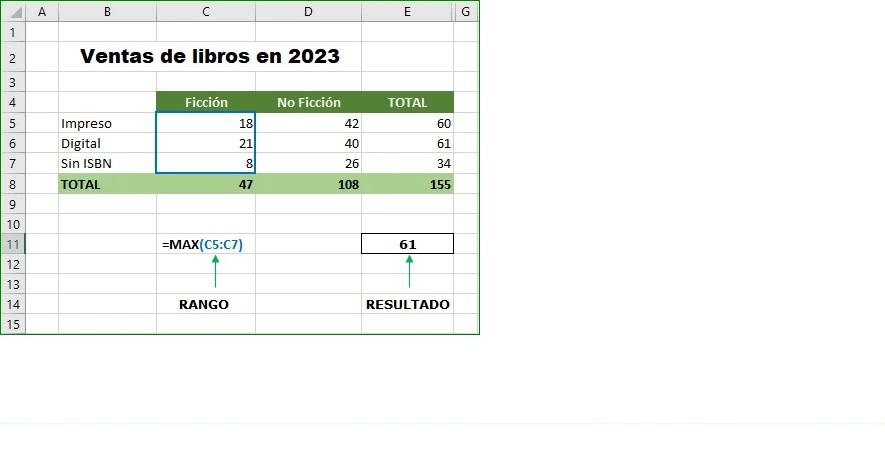 A B C D E G
1
2 Ventas de libros en 2023
3
4 Ficción No Ficción TOTAL
5 Impreso 18 42 60
6 Digital 21 40 61
7 Sin ISBN 8 26 34
8 TOTAL 47 108 155
9
10
11 =MAX(C5:C7) 61
12
13
14 RANGO RESULTADO
15